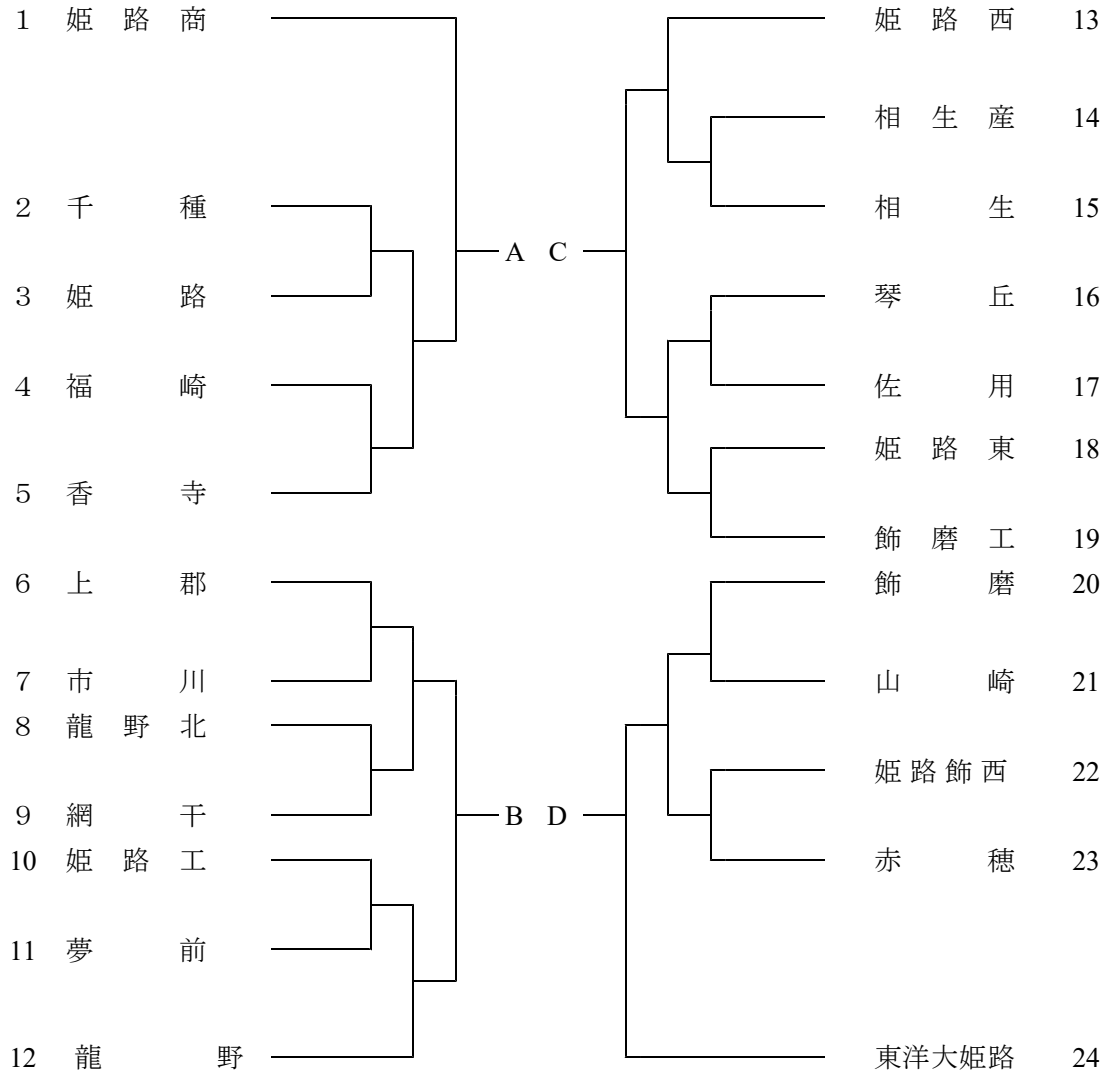 1 姫路商
2 千種
3 姫路
4 福崎
5 香寺
6 上郡
7 市川
8 龍野北
9 網干
10 姫路工
11 夢前
12 龍野
A C
B D
姫路西 13
相生産 14
相生 15
琴丘 16
佐用 17
姫路東 18
飾磨工 19
飾磨 20
山崎 21
姫路飾西 22
赤穂 23
東洋大姫路 24